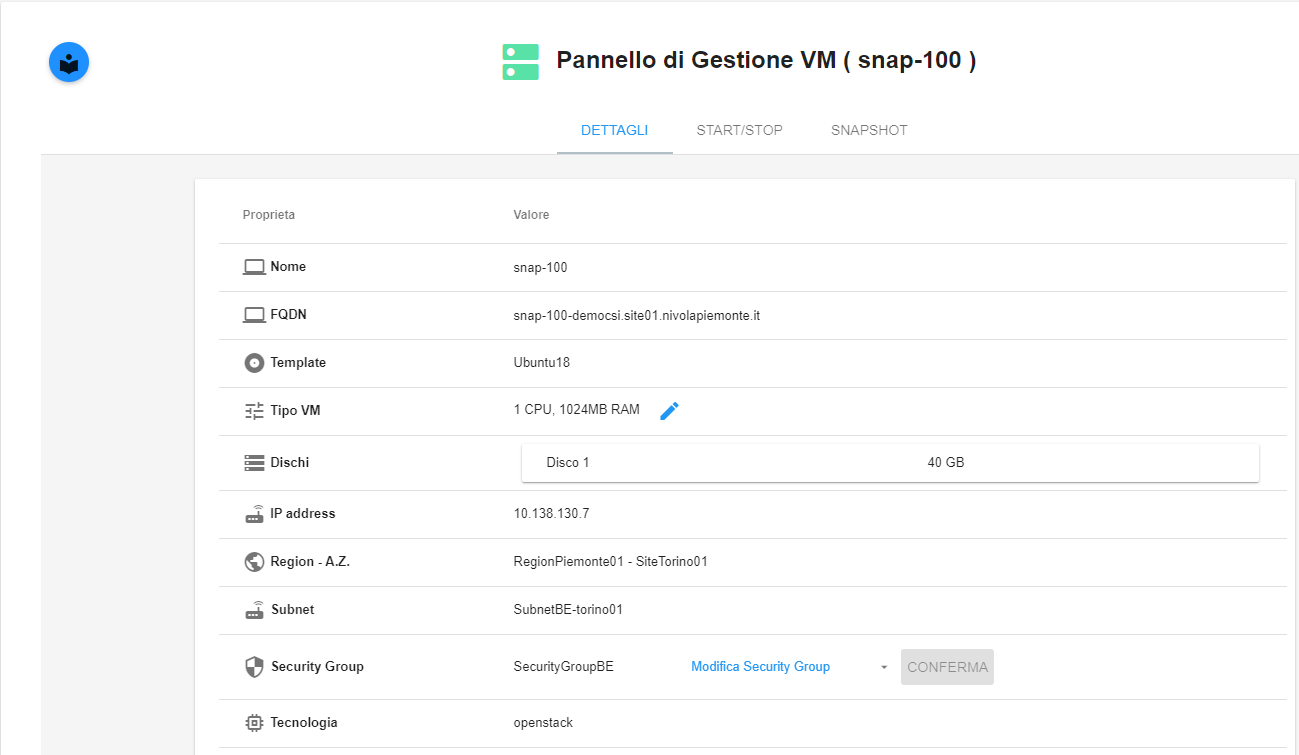 Pannello di Gestione VM ( snap-100 )
DETTAGLI START/STOP SNAPSHOT
Proprieta Valore
Nome snap-100
FQDN snap-100-democsi.site01.nivolapiemonte.it
Template Ubuntu18
Tipo VM 1 CPU, 1024MB RAM
Dischi Disco 1 40 GB
IP address 10.138.130.7
Region - A.Z. RegionPiemonte01 - SiteTorino01
Subnet SubnetBE-torino01
Security Group SecurityGroupBE Modifica Security Group CONFERMA
Tecnologia openstack